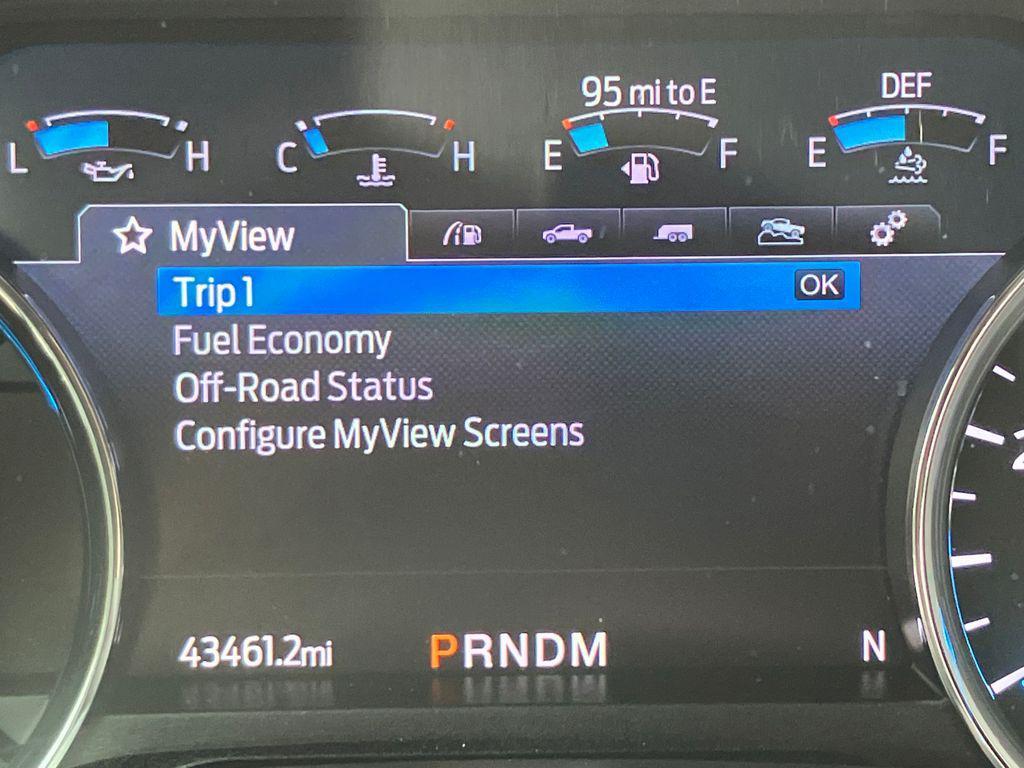 95 mi to E
DEF
L H
C H
E F
E F
MyView
Trip 1 OK
Fuel Economy
Off-Road Status
Configure MyView Screens
43461.2mi PRNDM N